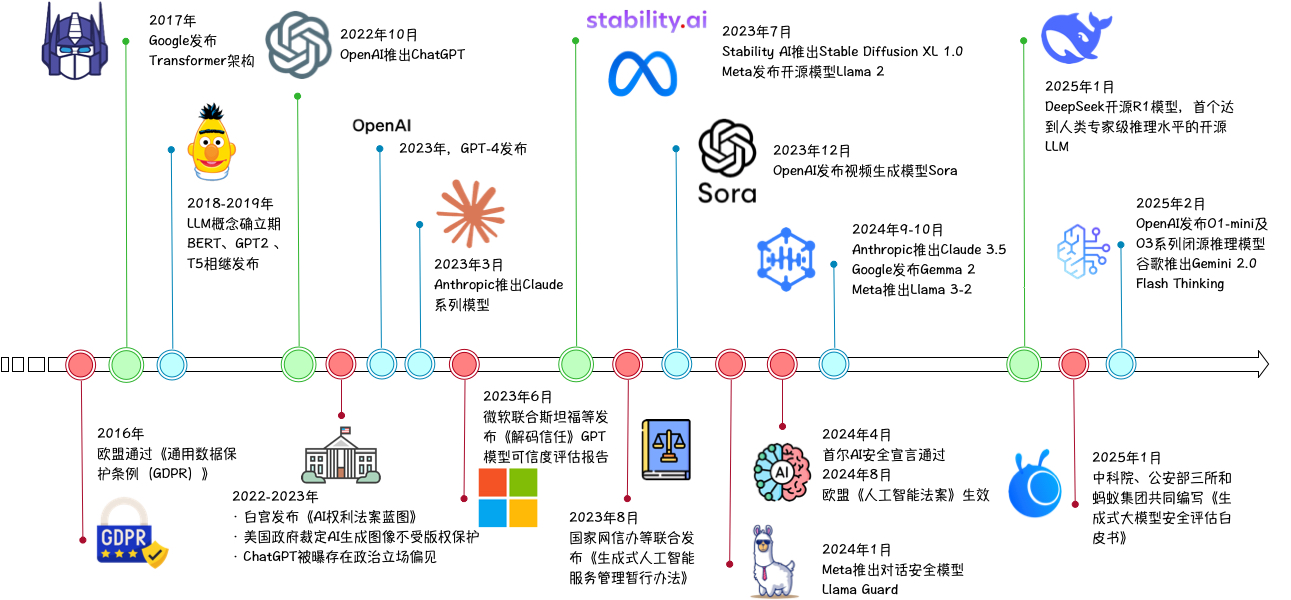 2017年
Google发布
Transformer架构
2018-2019年
LLM概念确立期
BERT、GPT2 、
T5相继发布
2022年10月
OpenAI推出ChatGPT
OpenAI
2023年，GPT-4发布
2023年3月
Anthropic推出Claude
系列模型
stability.ai
2023年7月
Stability AI推出Stable Diffusion XL 1.0
Meta发布开源模型Llama 2
Sora
2023年12月
OpenAI发布视频生成模型Sora
2024年9-10月
Anthropic推出Claude 3.5
Google发布Gemma 2
Meta推出Llama 3-2
2025年1月
DeepSeek开源R1模型，首个达
到人类专家级推理水平的开源
LLM
2025年2月
OpenAI发布O1-mini及
O3系列闭源推理模型
谷歌推出Gemini 2.0
Flash Thinking
2016年
欧盟通过《通用数据保
护条例（GDPR）》
GDPR
2022-2023年
· 白宫发布《AI权利法案蓝图》
· 美国政府裁定AI生成图像不受版权保护
· ChatGPT被曝存在政治立场偏见
2023年6月
微软联合斯坦福等发
布《解码信任》GPT
模型可信度评估报告
2023年8月
国家网信办等联合发
布《生成式人工智能
服务管理暂行办法》
AI
2024年4月
首尔AI安全宣言通过
2024年8月
欧盟《人工智能法案》生效
2024年1月
Meta推出对话安全模型
Llama Guard
2025年1月
中科院、公安部三所和
蚂蚁集团共同编写《生
成式大模型安全评估白
皮书》